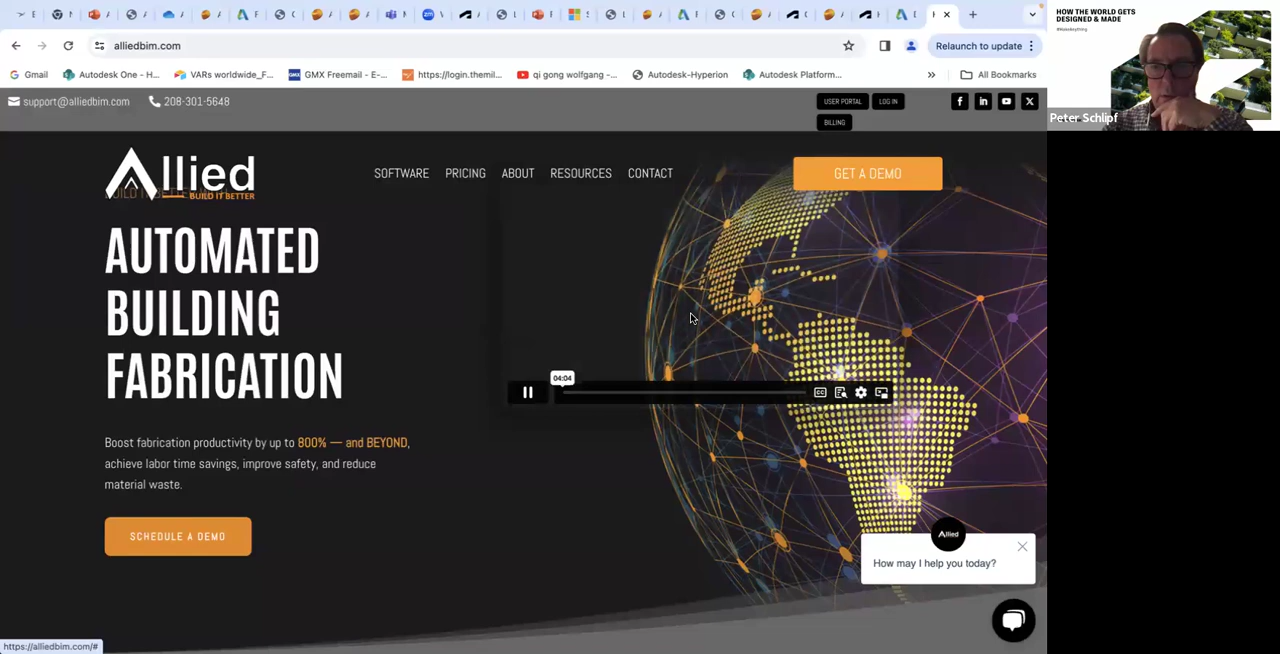 alliedbim.com
Relaunch to update
Gmail
Autodesk One - H...
VARs worldwide_F...
GMX Freemail - E-...
https://login.themil...
qi gong wolfgang -...
Autodesk-Hyperion
Autodesk Platform...
All Bookmarks
support@alliedbim.com
208-301-5648
USER PORTAL
LOG IN
BILLING
Allied
BUILD IT BETTER
SOFTWARE
PRICING
ABOUT
RESOURCES
CONTACT
GET A DEMO
AUTOMATED
BUILDING
FABRICATION
04:04
CC
Boost fabrication productivity by up to 800% — and BEYOND,
achieve labor time savings, improve safety, and reduce
material waste.
SCHEDULE A DEMO
Allied
How may I help you today?
https://alliedbim.com/#
HOW THE WORLD GETS
DESIGNED & MADE
#MakeAnything
Peter Schlipf